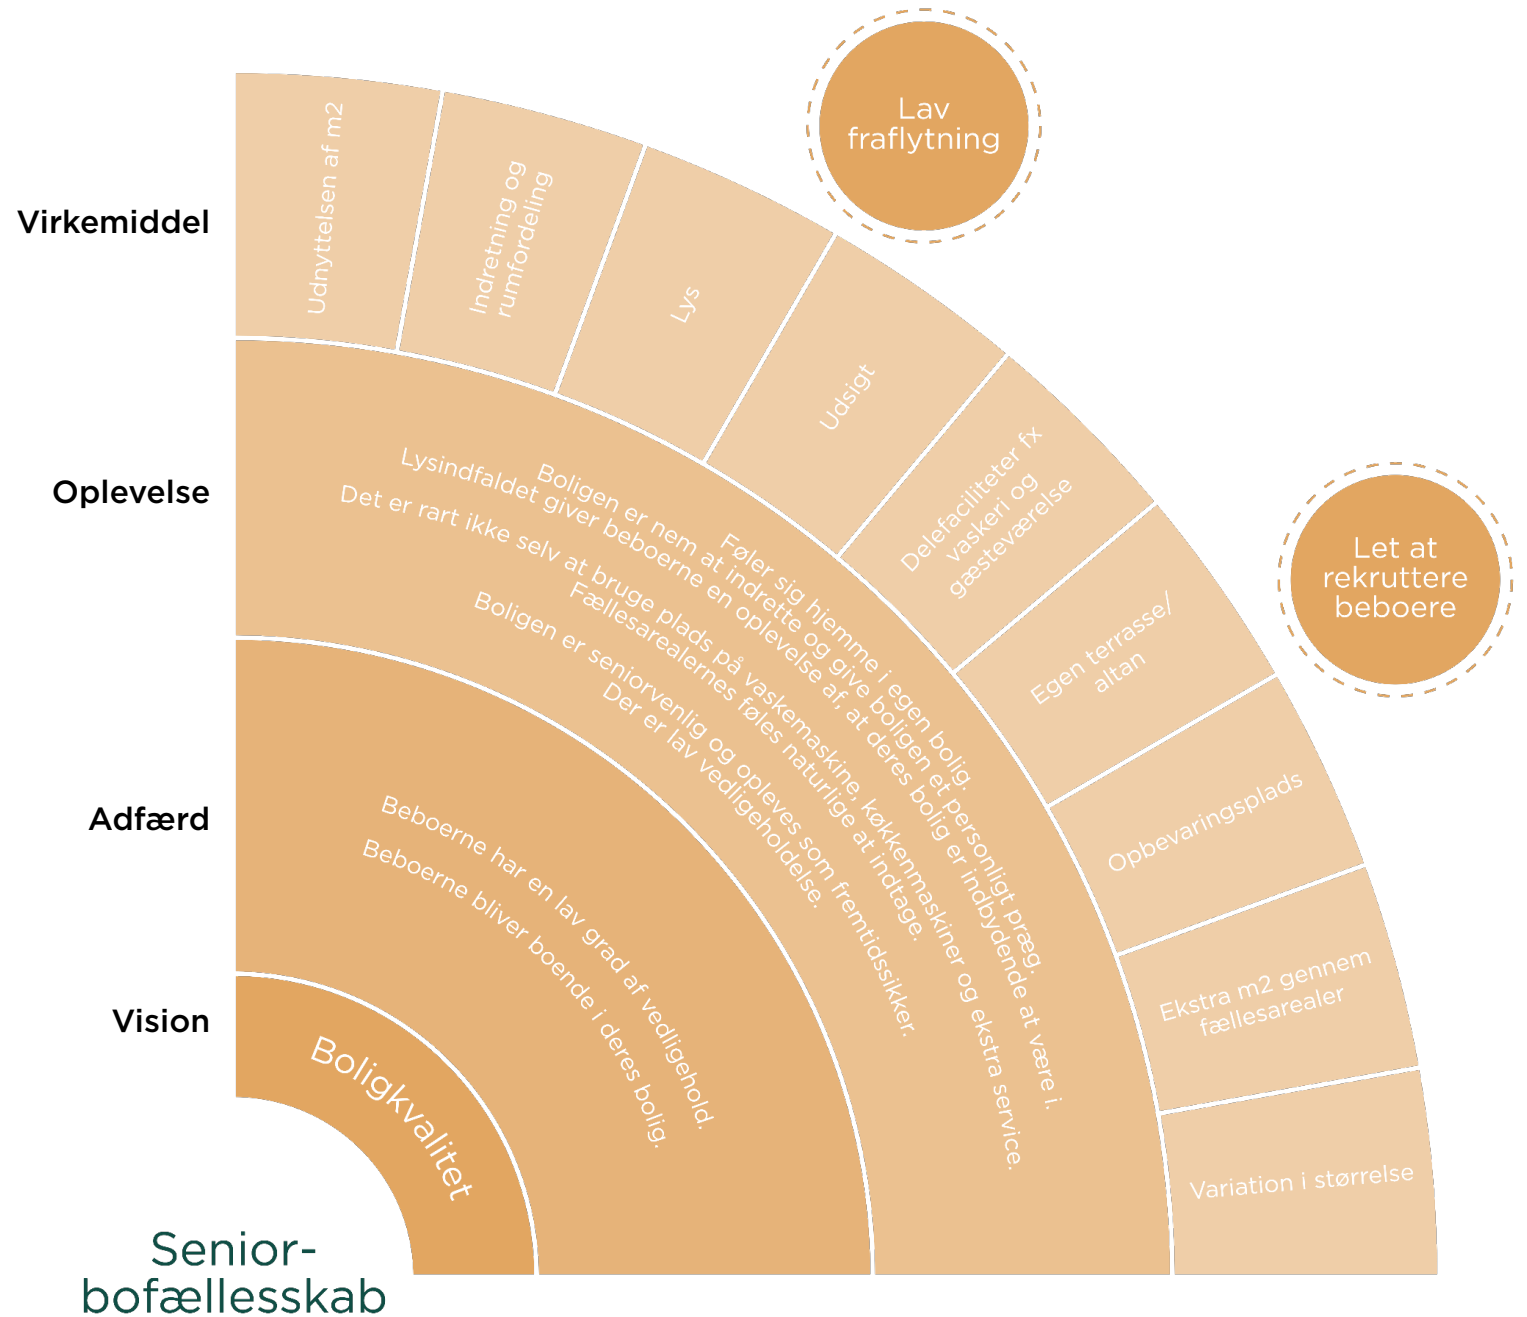 Lav
fraflytning
Let at
rekruttere
beboere
Virkemiddel
Udnyttelsen af m2
Indretning og
rumfordeling
Lys
Udsigt
Delefaciliteter fx
vaskeri og
gæsteværelse
Egen terrasse/
altan
Opbevaringsplads
Ekstra m2 gennem
fællesarealer
Variation i størrelse
Oplevelse
Føler sig hjemme i egen bolig.
Boligen er nem at indrette og give boligen et personligt præg.
Lysindfaldet giver beboerne en oplevelse af, at deres bolig er indbydende at være i.
Det er rart ikke selv at bruge plads på vaskemaskine, køkkenmaskiner og ekstra service.
Fællesarealernes føles naturlige at indtage.
Boligen er seniorvenlig og opleves som fremtidssikker.
Der er lav vedligeholdelse.
Adfærd
Beboerne har en lav grad af vedligehold.
Beboerne bliver boende i deres bolig.
Vision
Boligkvalitet
Senior-
bofællesskab